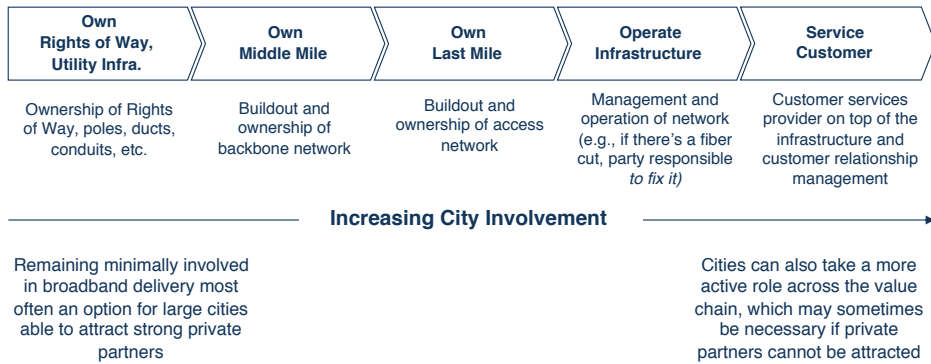 Own
Rights of Way,
Utility Infra.
Own
Middle Mile
Own
Last Mile
Operate
Infrastructure
Service
Customer
Ownership of Rights
of Way, poles, ducts,
conduits, etc.
Buildout and
ownership of
backbone network
Buildout and
ownership of access
network
Management and
operation of network
(e.g., if there’s a fiber
cut, party responsible
to fix it)
Customer services
provider on top of the
infrastructure and
customer relationship
management
Increasing City Involvement
Remaining minimally involved
in broadband delivery most
often an option for large cities
able to attract strong private
partners
Cities can also take a more
active role across the value
chain, which may sometimes
be necessary if private
partners cannot be attracted